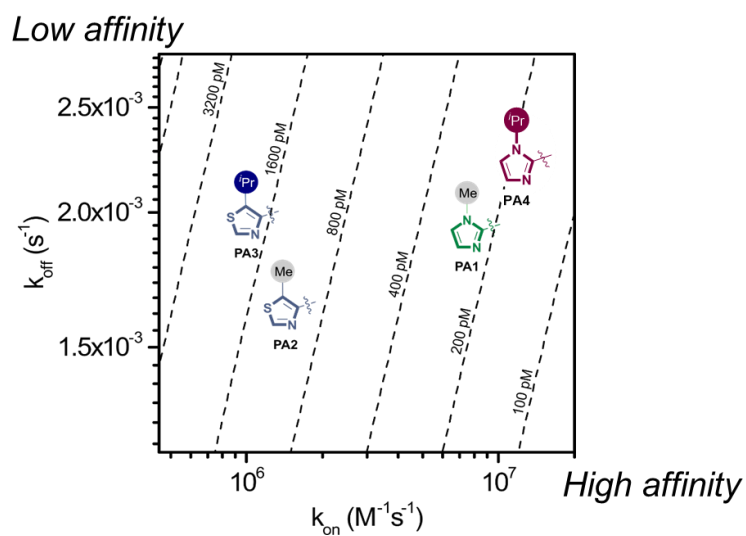 Low affinity
2.5x10⁻³
2.0x10⁻³
1.5x10⁻³
k_off (s⁻¹)
3200 pM
1600 pM
800 pM
400 pM
200 pM
100 pM
ⁱPr
S
N
PA3
Me
S
N
PA2
Me
N
N
PA1
ⁱPr
N
N
PA4
10⁶
10⁷
High affinity
k_on (M⁻¹s⁻¹)